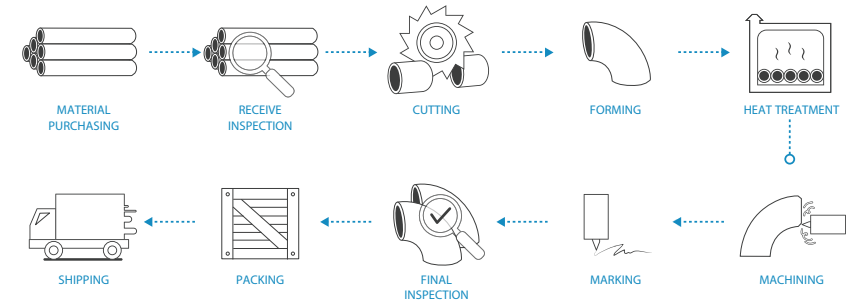 MATERIAL
PURCHASING
RECEIVE
INSPECTION
CUTTING
FORMING
HEAT TREATMENT
SHIPPING
PACKING
FINAL
INSPECTION
MARKING
MACHINING